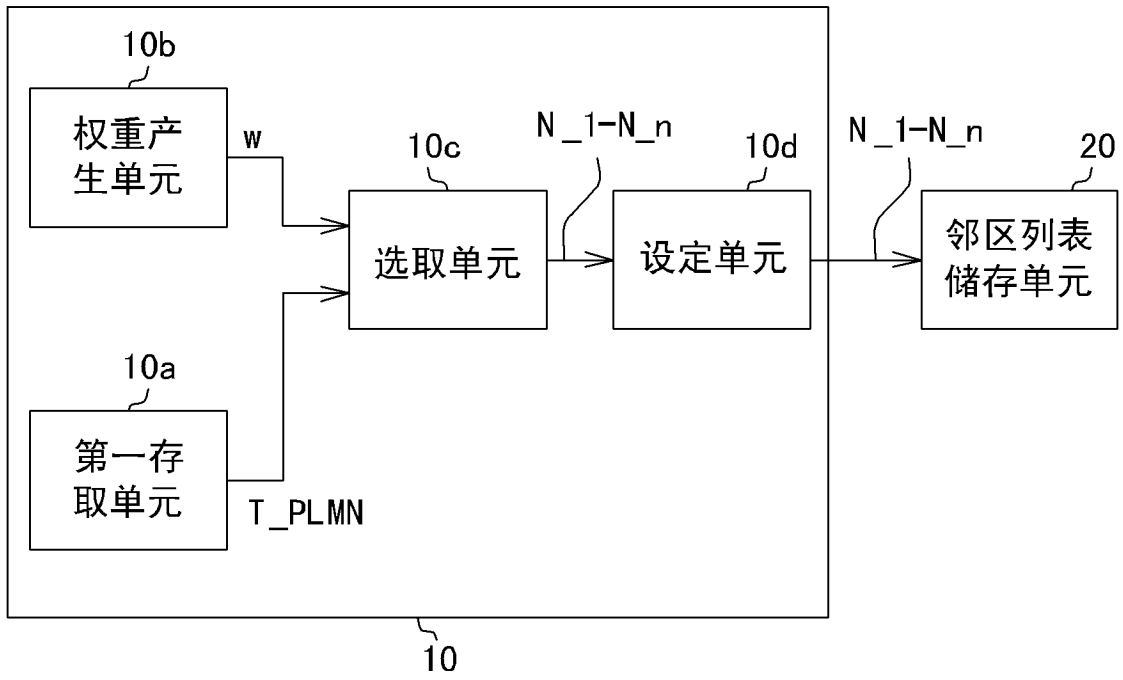 10b
权重产
生单元
w
10a
第一存
取单元
T_PLMN
10c
选取单元
N_1-N_n
10d
设定单元
N_1-N_n
20
邻区列表
储存单元
10